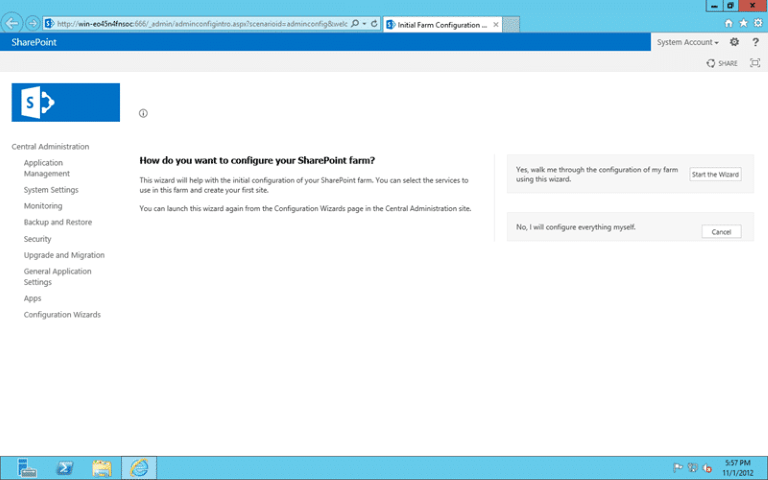 http://win-eo45n4fnsoc:666/_admin/adminconfigintro.aspx?scenarioid=adminconfig&welc
Initial Farm Configuration ...
SharePoint
System Account
?
SHARE
S
Central Administration
Application
Management
System Settings
Monitoring
Backup and Restore
Security
Upgrade and Migration
General Application
Settings
Apps
Configuration Wizards
How do you want to configure your SharePoint farm?
This wizard will help with the initial configuration of your SharePoint farm. You can select the services to
use in this farm and create your first site.
You can launch this wizard again from the Configuration Wizards page in the Central Administration site.
Yes, walk me through the configuration of my farm
using this wizard.
Start the Wizard
No, I will configure everything myself.
Cancel
5:57 PM
11/1/2012